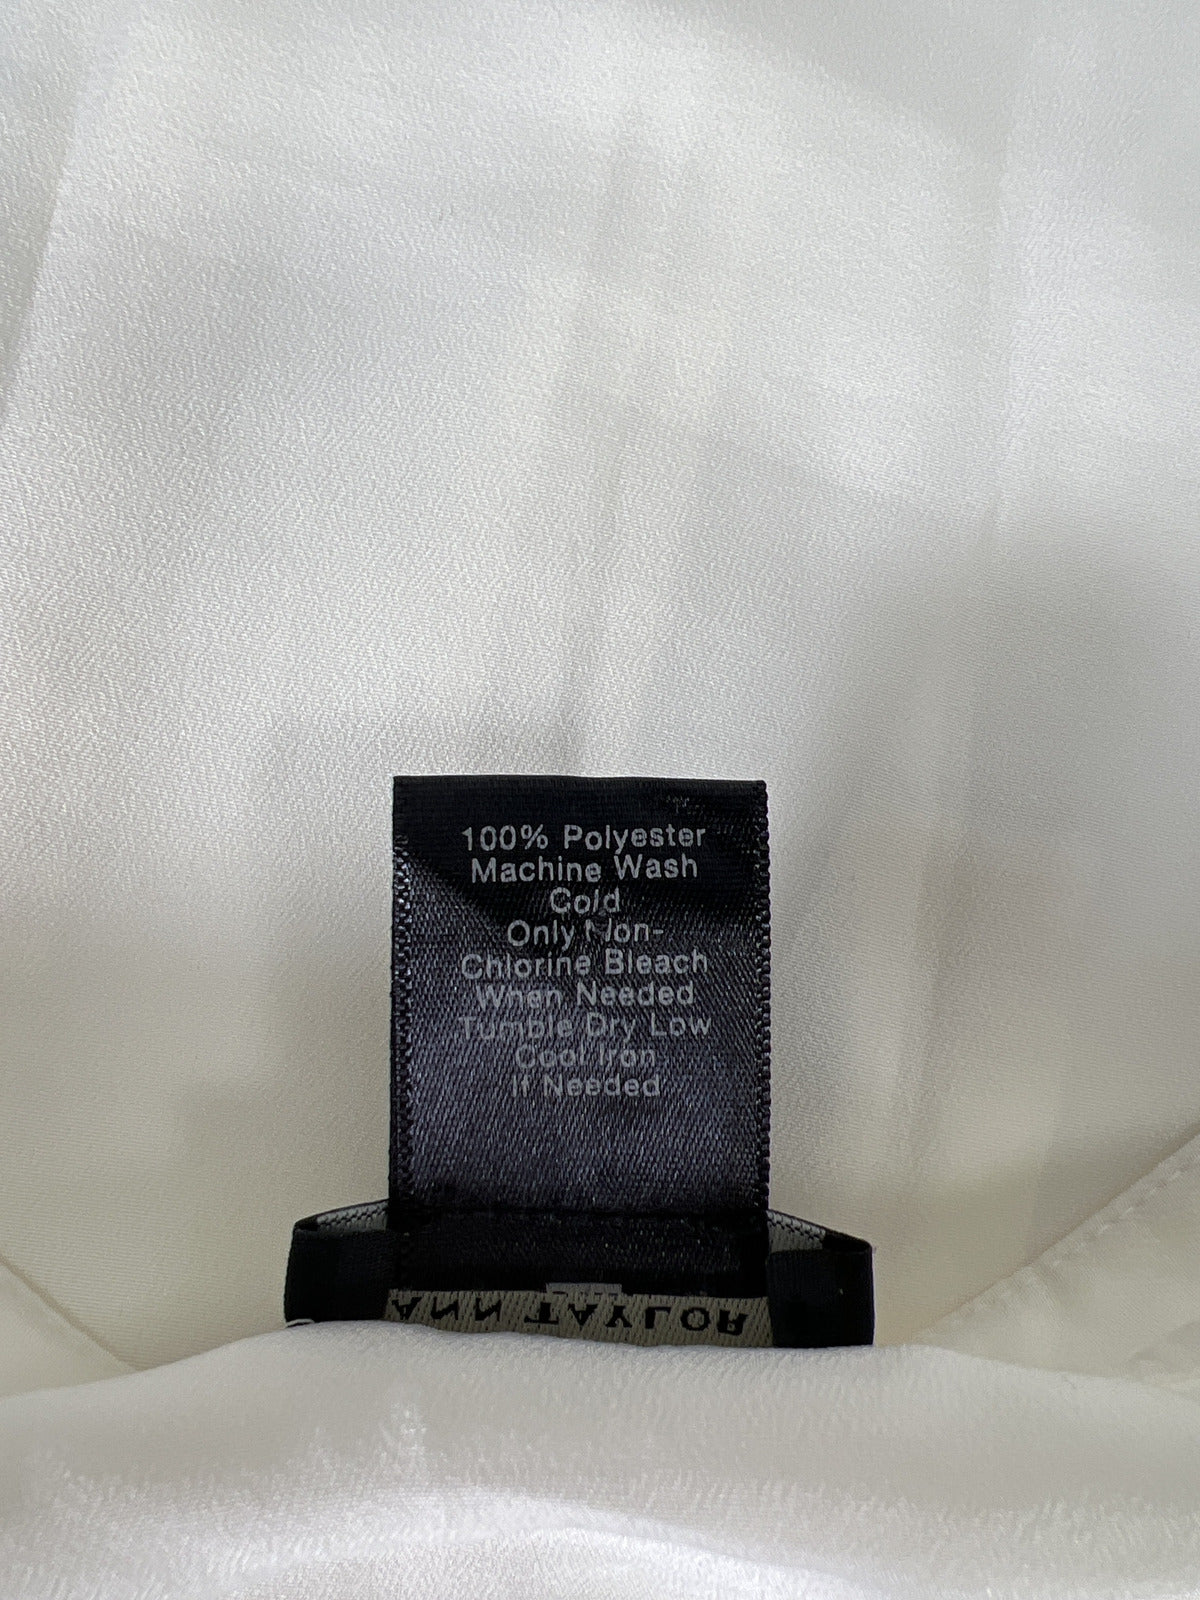 100% Polyester
Machine Wash
Cold
Only Non-
Chlorine Bleach
When Needed
Tumble Dry Low
Cool Iron
If Needed
ANN TAYLOR